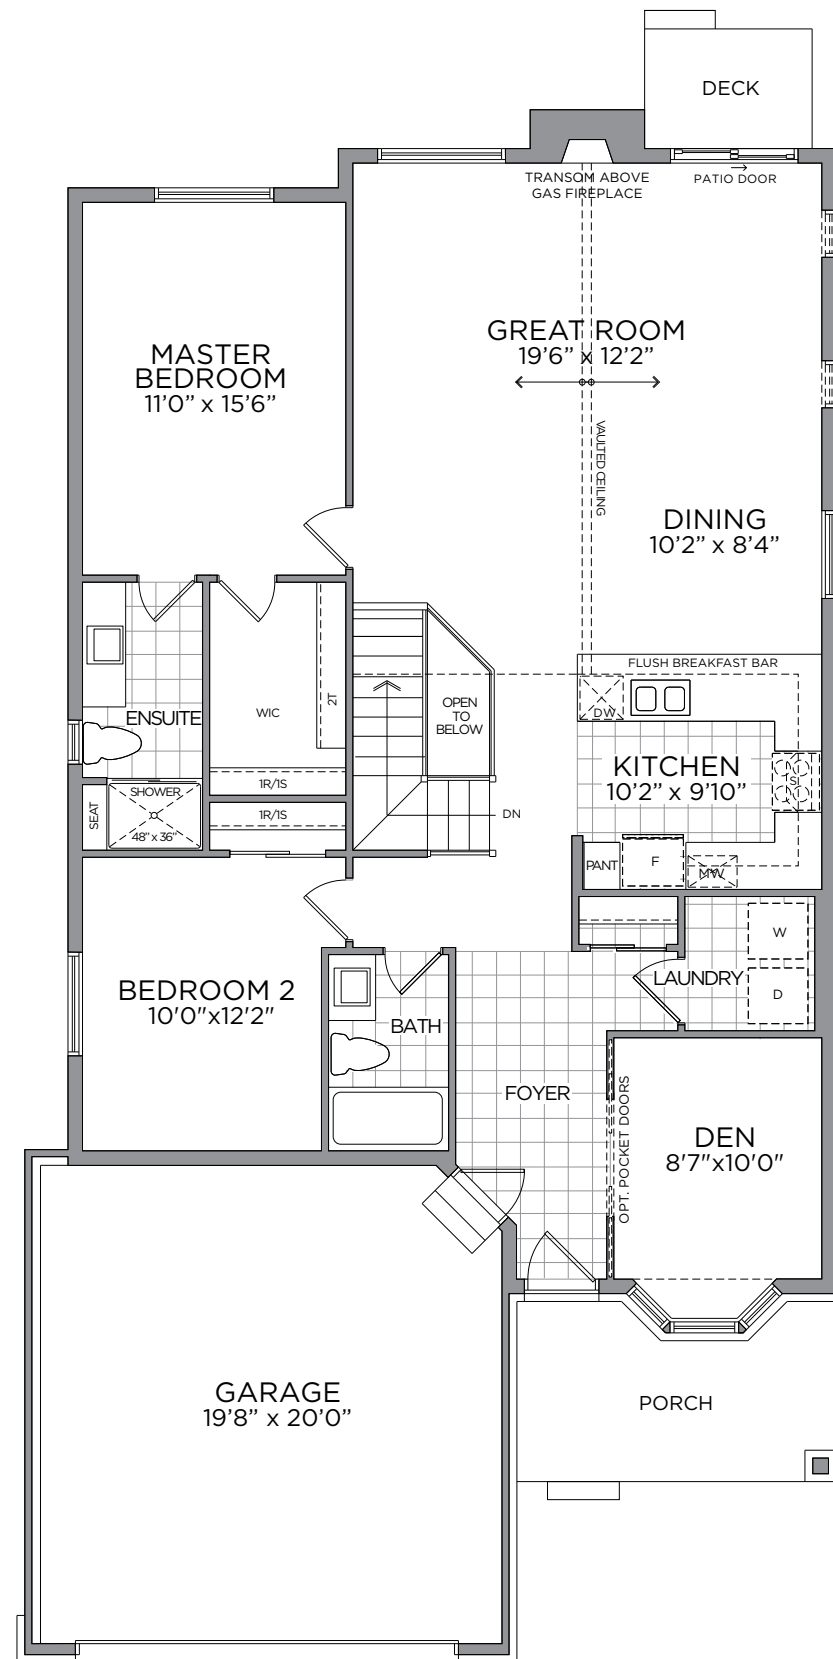 DECK
TRANSOM ABOVE
GAS FIREPLACE
PATIO DOOR
GREAT ROOM
19'6” x 12'2”
MASTER
BEDROOM
11'0” x 15'6”
VAULTED CEILING
DINING
10'2” x 8'4”
FLUSH BREAKFAST BAR
ENSUITE
WIC
2T
OPEN
TO
BELOW
DW
KITCHEN
10'2” x 9'10”
S
1R/1S
SHOWER
48” x 36”
SEAT
1R/1S
DN
PANT
F
MW
W
LAUNDRY
D
BEDROOM 2
10'0"x12'2”
BATH
FOYER
OPT. POCKET DOORS
DEN
8'7"x10'0”
GARAGE
19'8” x 20'0”
PORCH